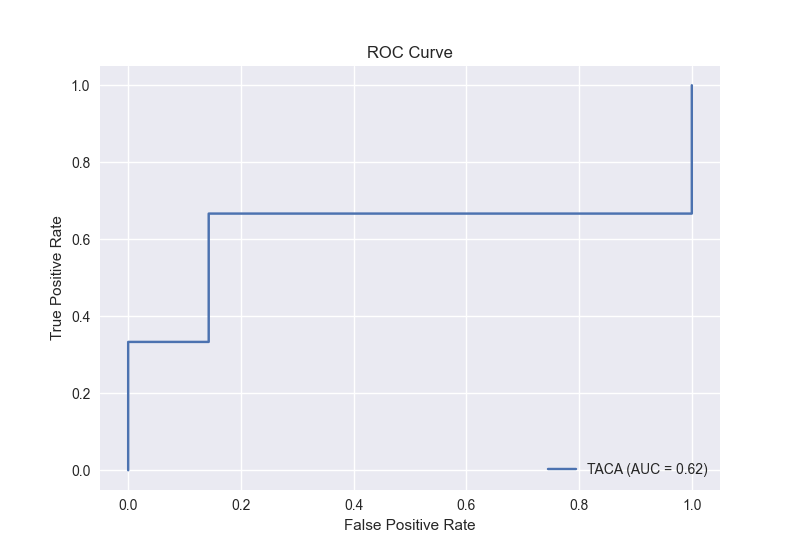 ROC Curve
True Positive Rate
1.0
0.8
0.6
0.4
0.2
0.0
TACA (AUC = 0.62)
0.0 0.2 0.4 0.6 0.8 1.0
False Positive Rate